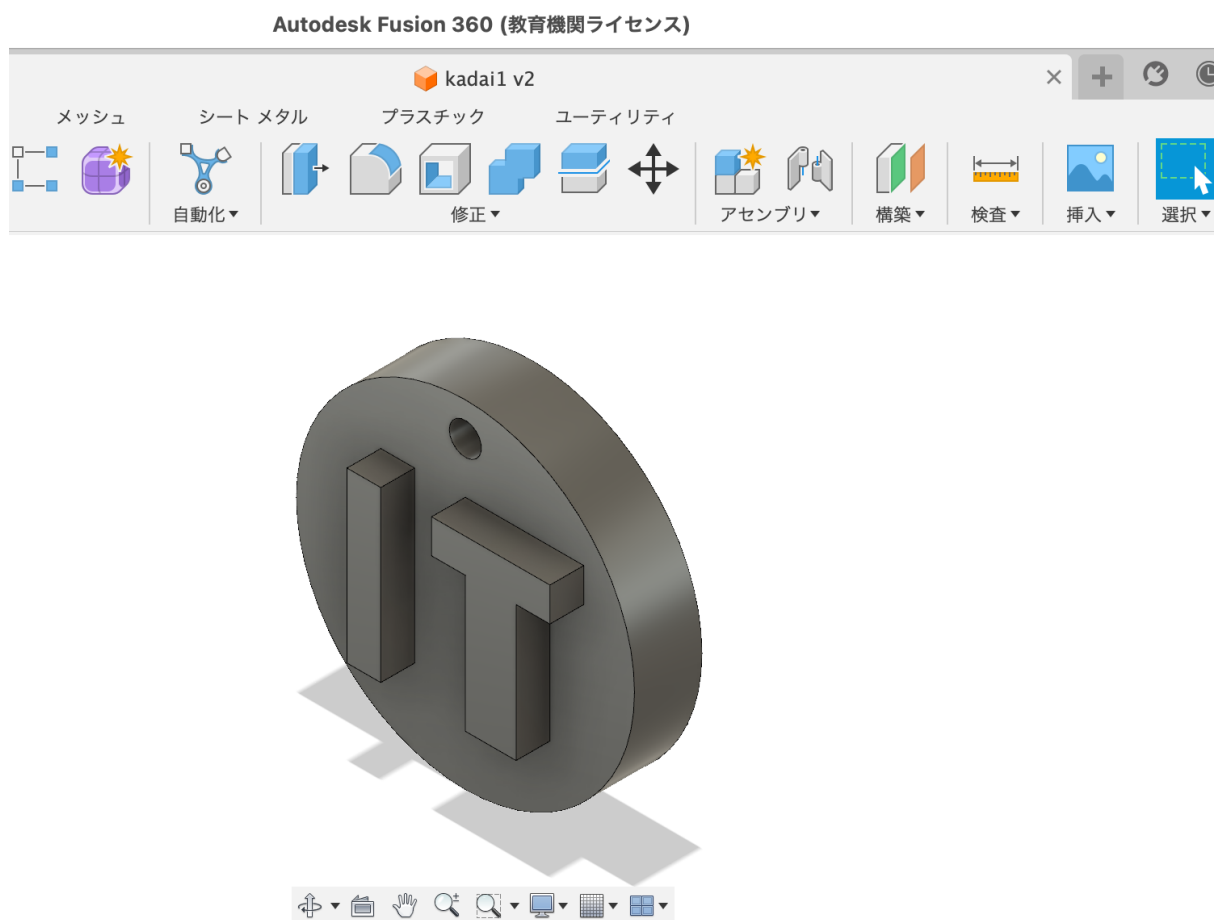 Autodesk Fusion 360 (教育機関ライセンス)
kadai1 v2
メッシュ シート メタル プラスチック ユーティリティ
自動化▼ 修正▼ アセンブリ▼ 構築▼ 検査▼ 挿入▼ 選択▼
IT